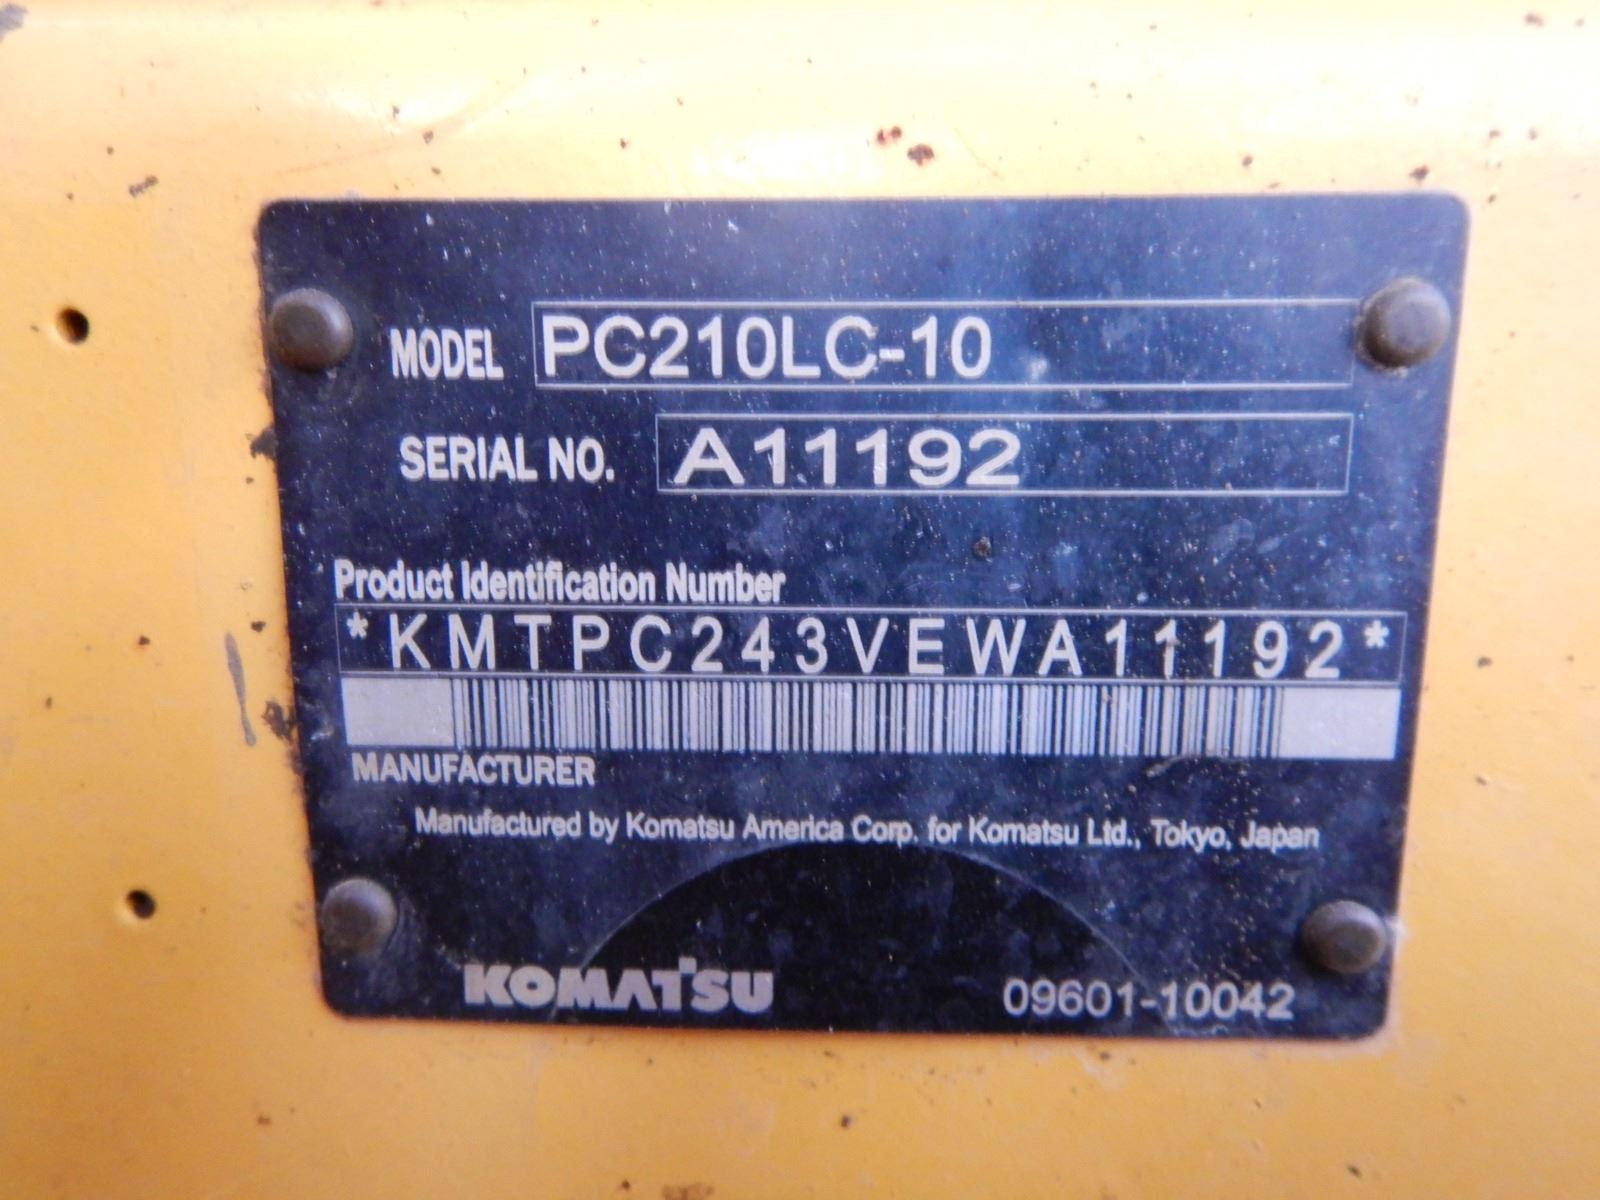 MODEL PC210LC-10
SERIAL NO. A11192
Product Identification Number
*KMTPC243VEWA11192*
MANUFACTURER
Manufactured by Komatsu America Corp. for Komatsu Ltd., Tokyo, Japan
KOMATSU 09601-10042